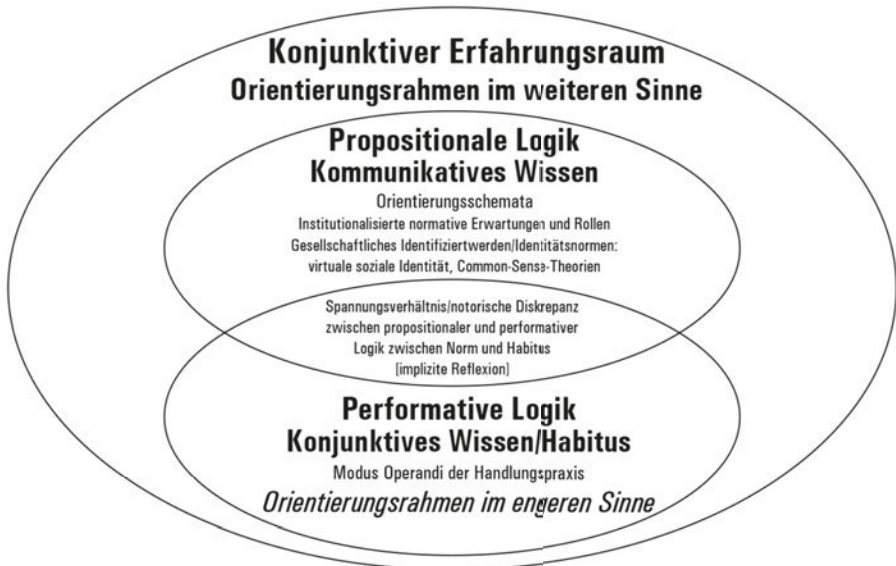 Konjunktiver Erfahrungsraum
Orientierungsrahmen im weiteren Sinne
Propositionale Logik
Kommunikatives Wissen
Orientierungsschemata
Institutionalisierte normative Erwartungen und Rollen
Gesellschaftliches Identifiziertwerden/Identitätsnormen:
virtuale soziale Identität, Common-Sense-Theorien
Spannungsverhältnis/notorische Diskrepanz
zwischen propositionaler und performativer
Logik zwischen Norm und Habitus
[implizite Reflexion]
Performative Logik
Konjunktives Wissen/Habitus
Modus Operandi der Handlungspraxis
Orientierungsrahmen im engeren Sinne